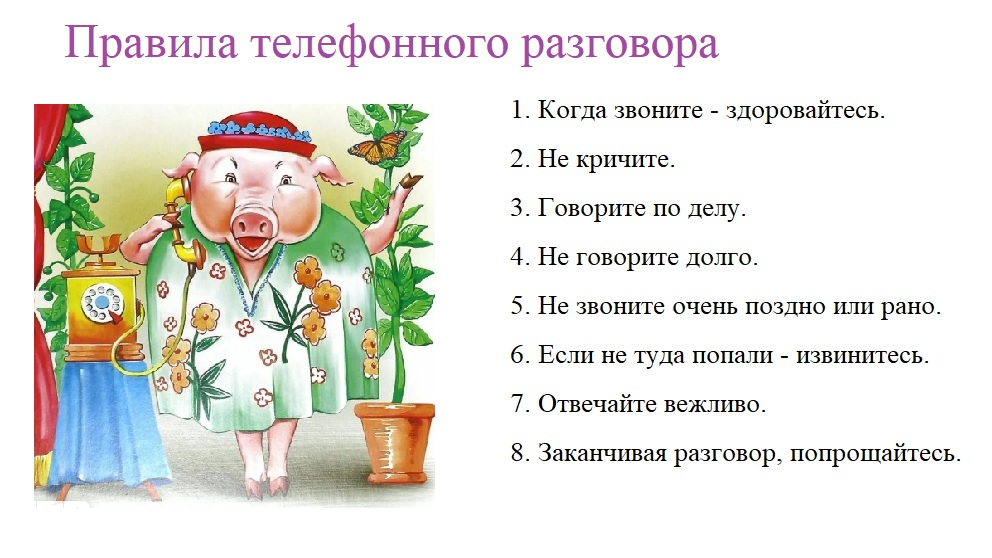 Правила телефонного разговора
1. Когда звоните - здоровайтесь.
2. Не кричите.
3. Говорите по делу.
4. Не говорите долго.
5. Не звоните очень поздно или рано.
6. Если не туда попали - извинитесь.
7. Отвечайте вежливо.
8. Заканчивая разговор, попрощайтесь.